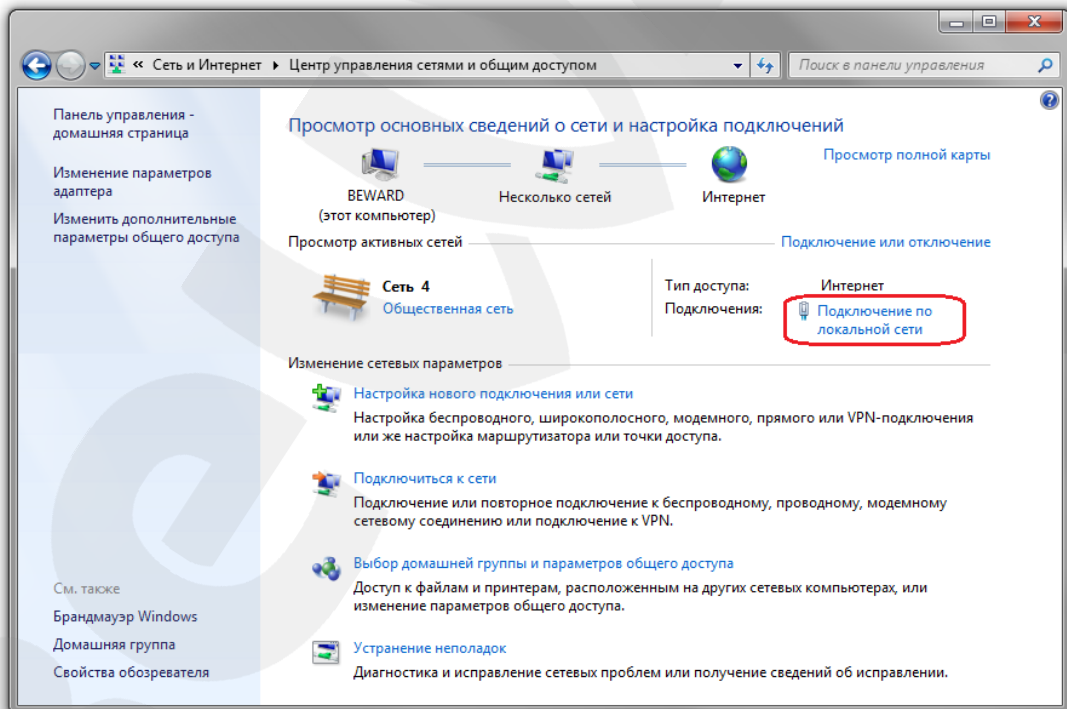 « Сеть и Интернет ▸ Центр управления сетями и общим доступом
Поиск в панели управления
Панель управления -
домашняя страница
Изменение параметров
адаптера
Изменить дополнительные
параметры общего доступа
См. также
Брандмауэр Windows
Домашняя группа
Свойства обозревателя
Просмотр основных сведений о сети и настройка подключений
Просмотр полной карты
BEWARD
(этот компьютер)
Несколько сетей
Интернет
Просмотр активных сетей
Подключение или отключение
Сеть 4
Общественная сеть
Тип доступа: Интернет
Подключения: Подключение по
локальной сети
Изменение сетевых параметров
Настройка нового подключения или сети
Настройка беспроводного, широкополосного, модемного, прямого или VPN-подключения
или же настройка маршрутизатора или точки доступа.
Подключиться к сети
Подключение или повторное подключение к беспроводному, проводному, модемному
сетевому соединению или подключение к VPN.
Выбор домашней группы и параметров общего доступа
Доступ к файлам и принтерам, расположенным на других сетевых компьютерах, или
изменение параметров общего доступа.
Устранение неполадок
Диагностика и исправление сетевых проблем или получение сведений об исправлении.